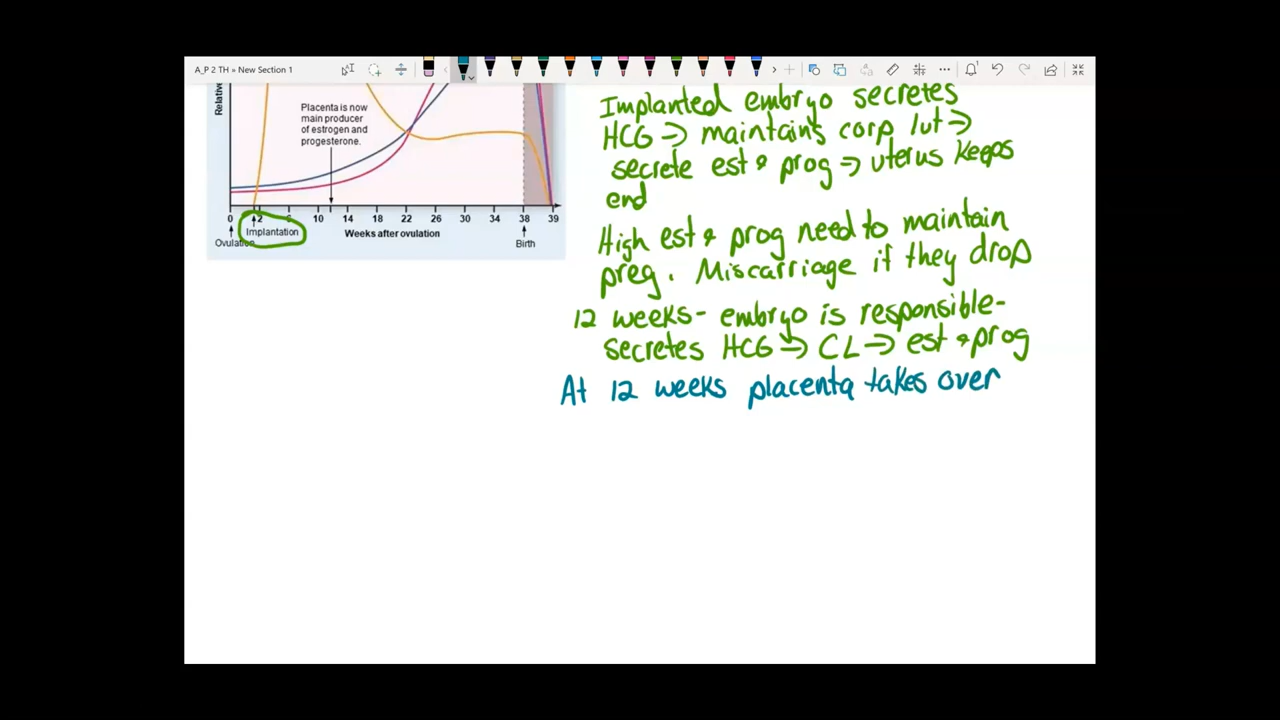 A_P 2 TH » New Section 1
Relative
Placenta is now
main producer
of estrogen and
progesterone.
0 2 6 10 14 18 22 26 30 34 38 39
Implantation
Ovulation
Weeks after ovulation
Birth
Implanted embryo secretes
HCG → maintains corp lut →
secrete est & prog → uterus keeps
end
High est & prog need to maintain
preg. Miscarriage if they drop
12 weeks- embryo is responsible-
secretes HCG → CL → est & prog
At 12 weeks placenta takes over